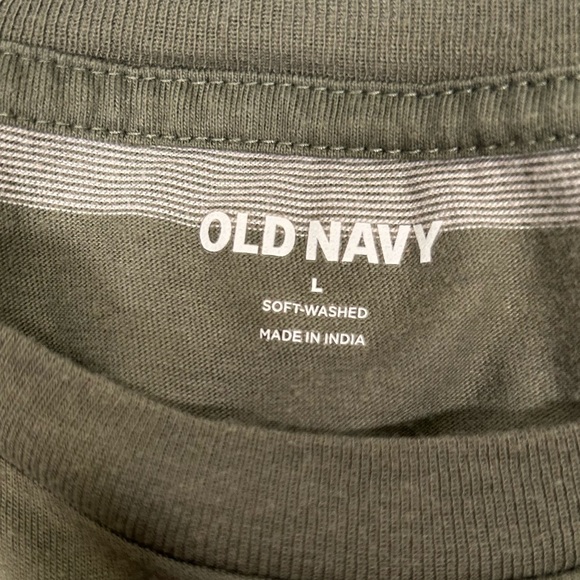 OLD NAVY
L
SOFT-WASHED
MADE IN INDIA